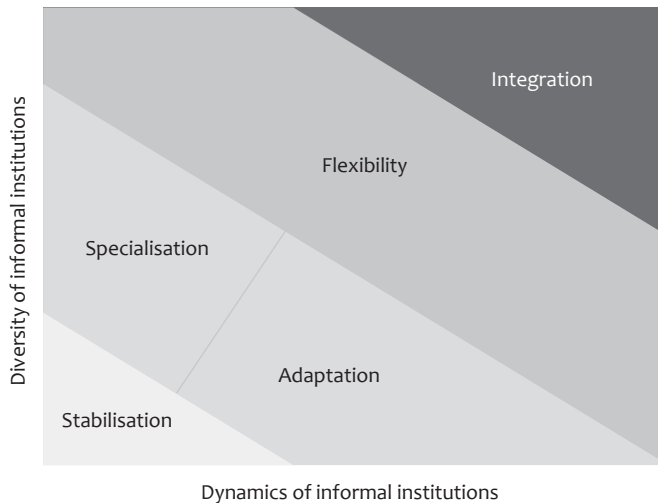 Integration
Flexibility
Specialisation
Adaptation
Stabilisation
Diversity of informal institutions
Dynamics of informal institutions